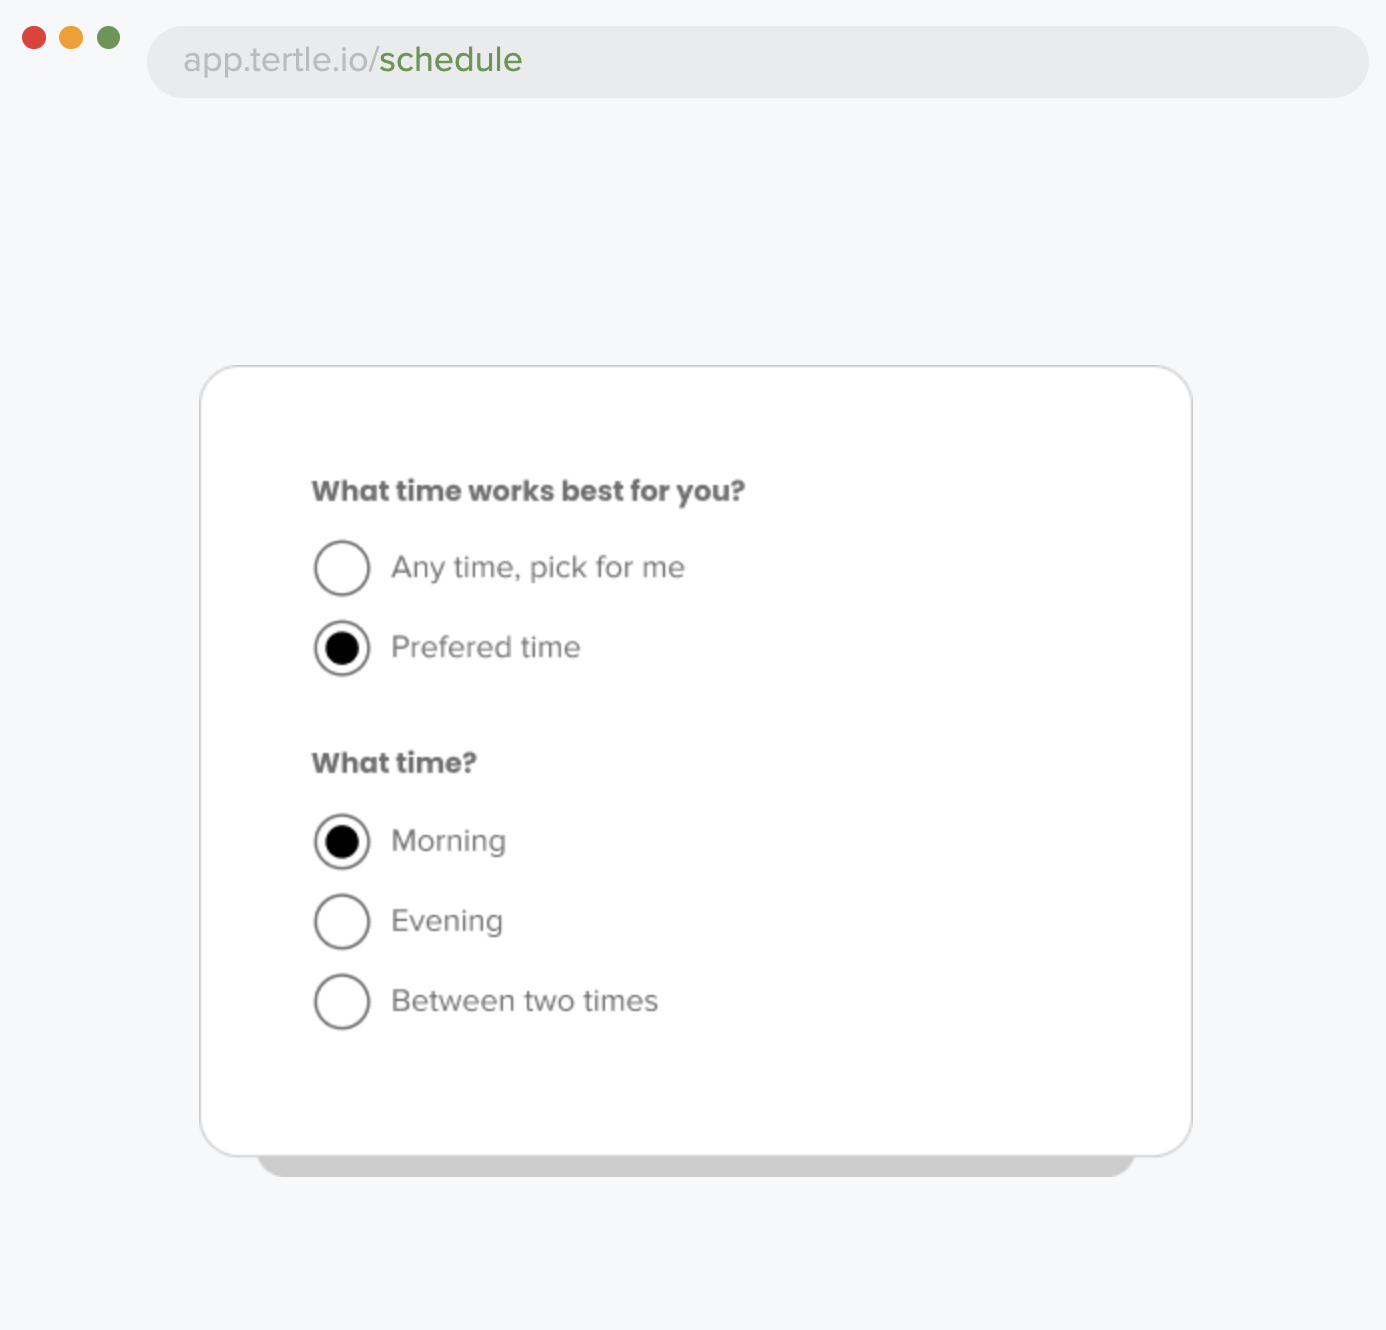 app.tertle.io/schedule
What time works best for you?
Any time, pick for me
Prefered time
What time?
Morning
Evening
Between two times